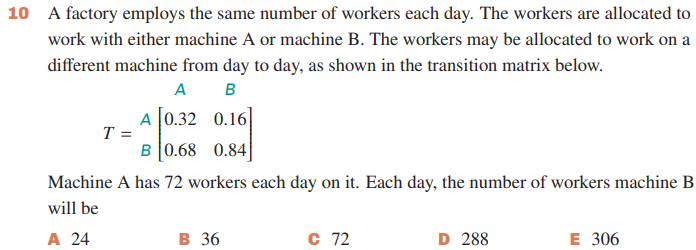 10 A factory employs the same number of workers each day. The workers are allocated to
work with either machine A or machine B. The workers may be allocated to work on a
different machine from day to day, as shown in the transition matrix below.
A B
A 0.32 0.16
T =
B 0.68 0.84
Machine A has 72 workers each day on it. Each day, the number of workers machine B
will be
A 24 B 36 C 72 D 288 E 306